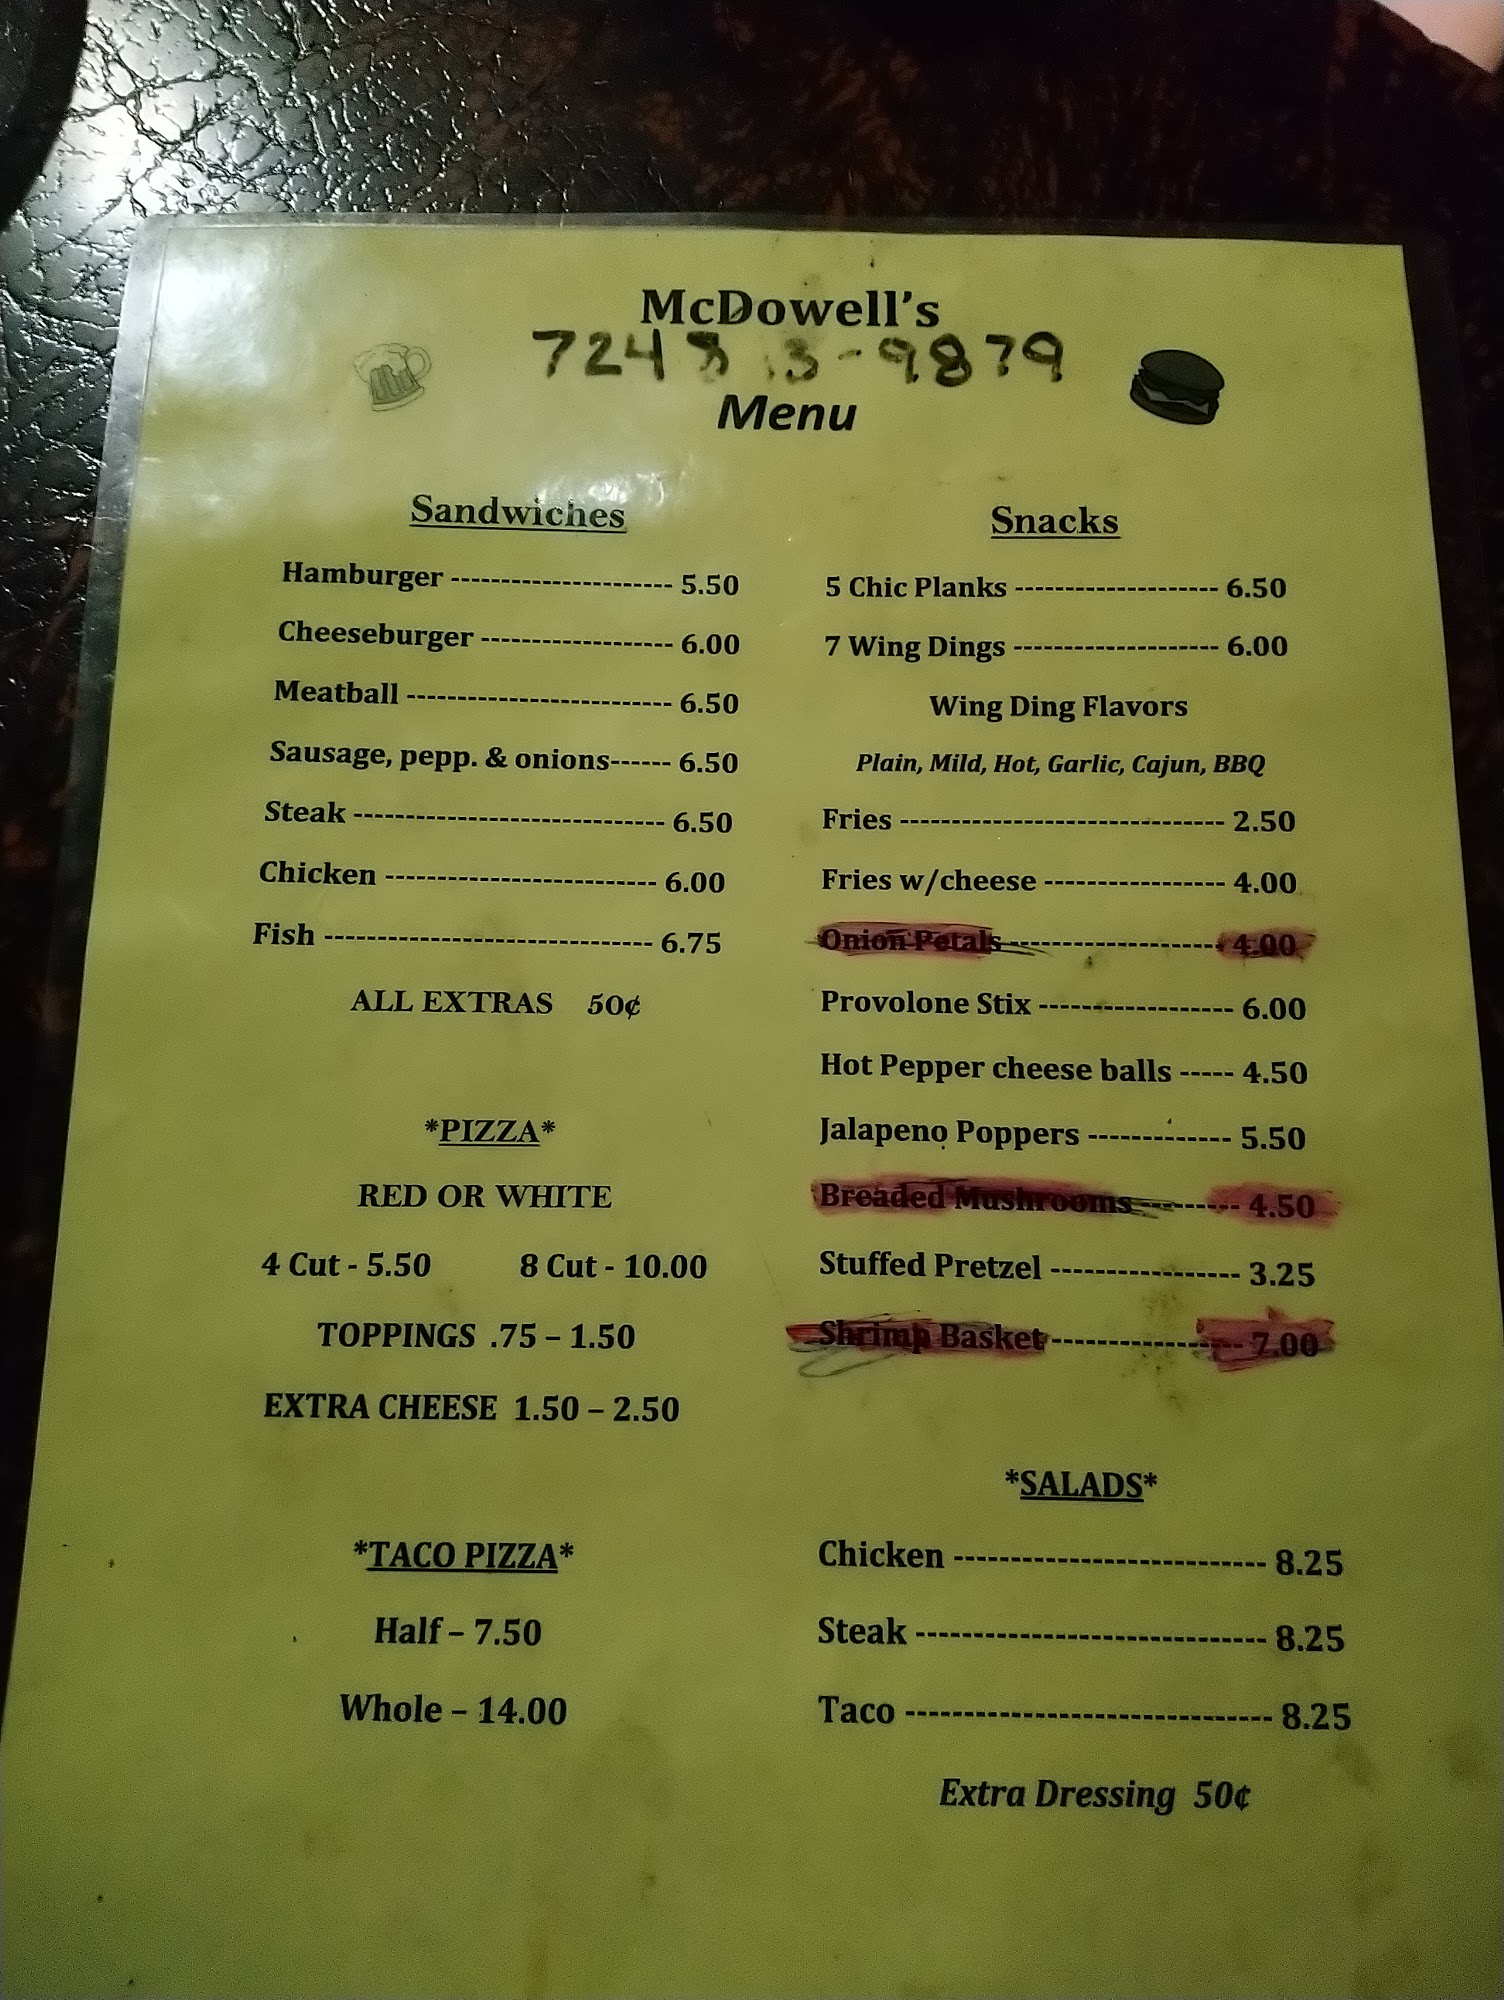 McDowell's
Menu
Sandwiches
Hamburger ---------------------- 5.50
Cheeseburger ------------------- 6.00
Meatball -------------------------- 6.50
Sausage, pepp. & onions------ 6.50
Steak ------------------------------ 6.50
Chicken -------------------------- 6.00
Fish -------------------------------- 6.75
ALL EXTRAS 50¢
*PIZZA*
RED OR WHITE
4 Cut - 5.50 8 Cut - 10.00
TOPPINGS .75 – 1.50
EXTRA CHEESE 1.50 – 2.50
*TACO PIZZA*
Half – 7.50
Whole – 14.00
Snacks
5 Chic Planks -------------------- 6.50
7 Wing Dings -------------------- 6.00
Wing Ding Flavors
Plain, Mild, Hot, Garlic, Cajun, BBQ
Fries -------------------------------- 2.50
Fries w/cheese ------------------ 4.00
Onion Petals --------------------- 4.00
Provolone Stix ------------------- 6.00
Hot Pepper cheese balls ----- 4.50
Jalapeno Poppers -------------- 5.50
Breaded Mushrooms ---------- 4.50
Stuffed Pretzel ------------------ 3.25
Shrimp Basket ------------------- 7.00
*SALADS*
Chicken ------------------------------ 8.25
Steak --------------------------------- 8.25
Taco ---------------------------------- 8.25
Extra Dressing 50¢